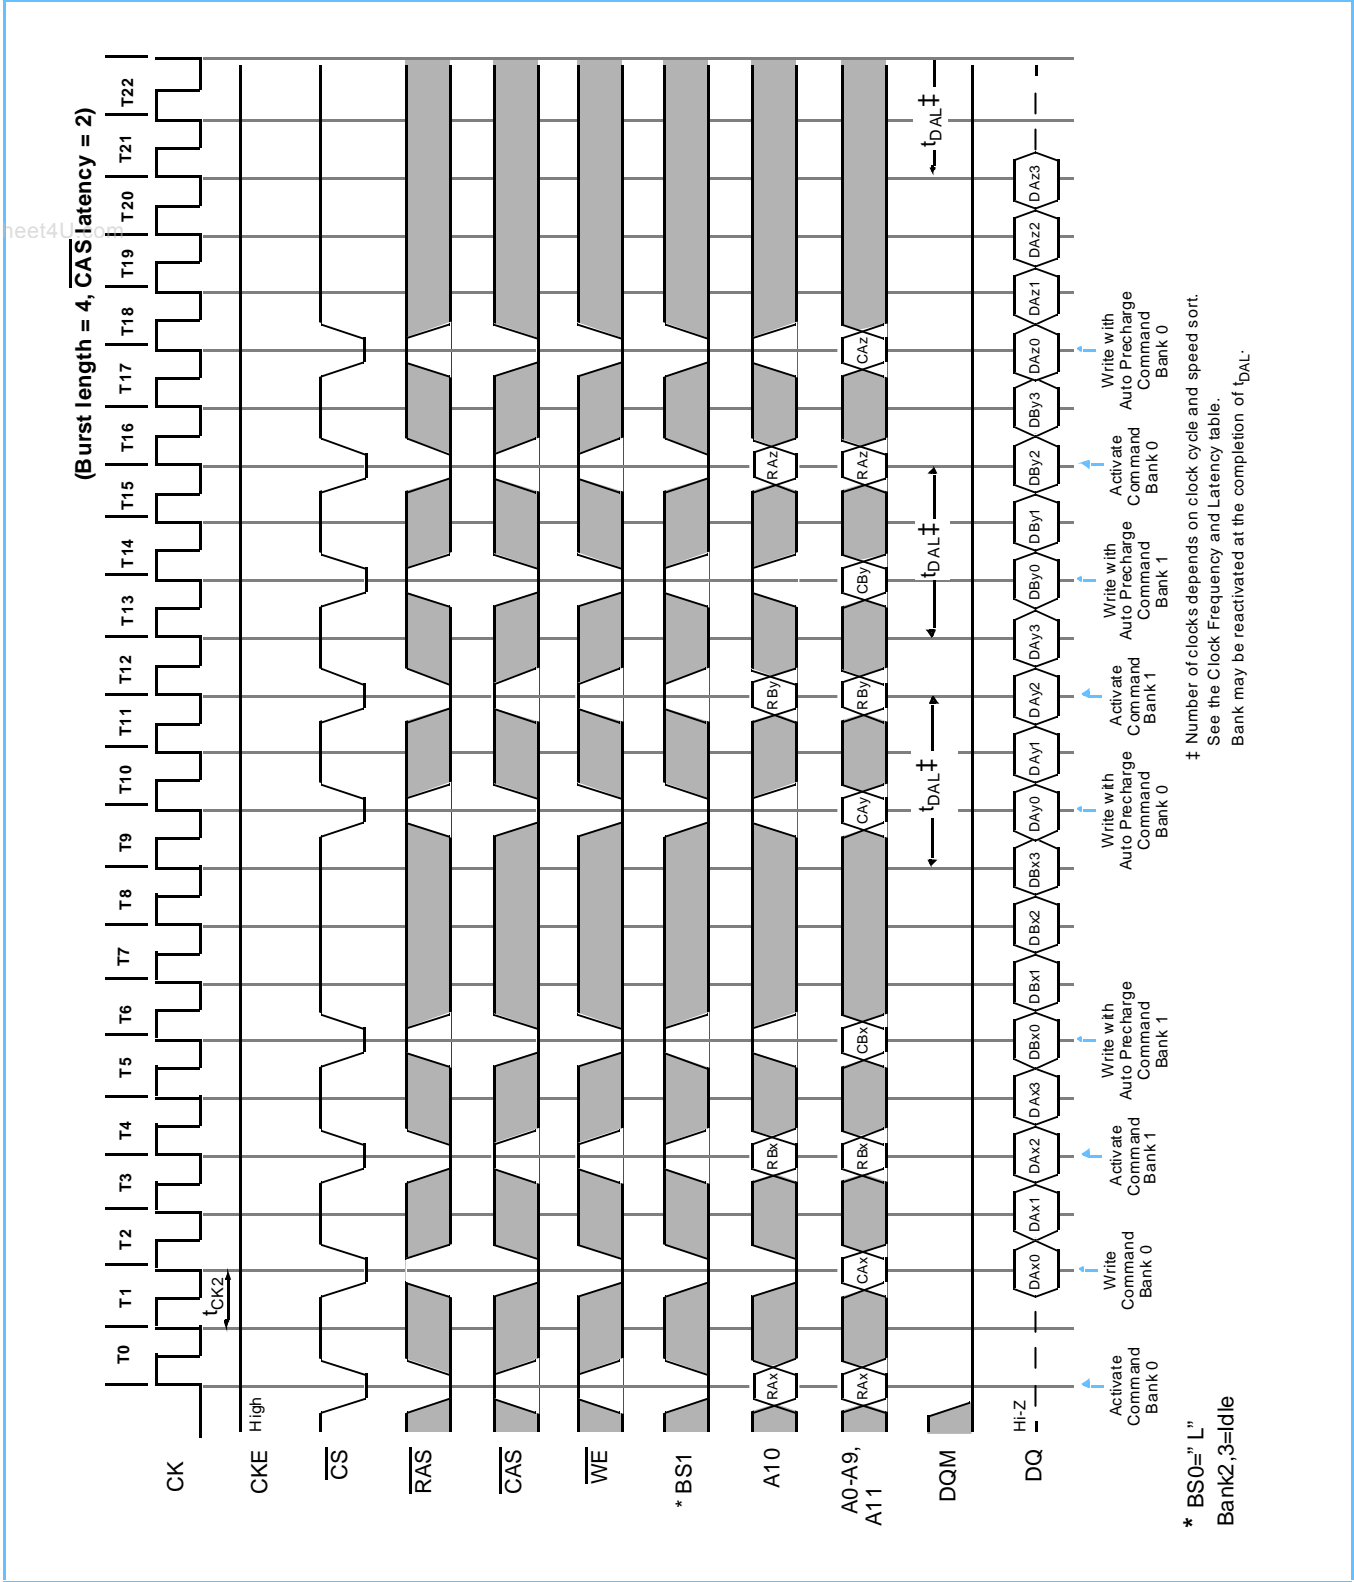 (Burst length = 4, CAS latency = 2)
T0 T1 T2 T3 T4 T5 T6 T7 T8 T9 T10 T11 T12 T13 T14 T15 T16 T17 T18 T19 T20 T21 T22
CK
tCK2
CKE
High
CS
RAS
CAS
WE
* BS1
A10
RAx RBx RBy RAz
A0-A9,
A11
RAx CAx RBx CBx CAy RBy CBy RAz CAz
DQM
tDAL‡ tDAL‡ tDAL‡
DQ
Hi-Z
DAx0 DAx1 DAx2 DAx3 DBx0 DBx1 DBx2 DBx3 DAy0 DAy1 DAy2 DAy3 DBy0 DBy1 DBy2 DBy3 DAz0 DAz1 DAz2 DAz3
Activate
Command
Bank 0
Write
Command
Bank 0
Activate
Command
Bank 1
Write with
Auto Precharge
Command
Bank 1
Write with
Auto Precharge
Command
Bank 0
Activate
Command
Bank 1
Write with
Auto Precharge
Command
Bank 1
Activate
Command
Bank 0
Write with
Auto Precharge
Command
Bank 0
* BS0=”L”
Bank2,3=Idle
‡ Number of clocks depends on clock cycle and speed sort.
See the Clock Frequency and Latency table.
Bank may be reactivated at the completion of tDAL.
heet4U.com